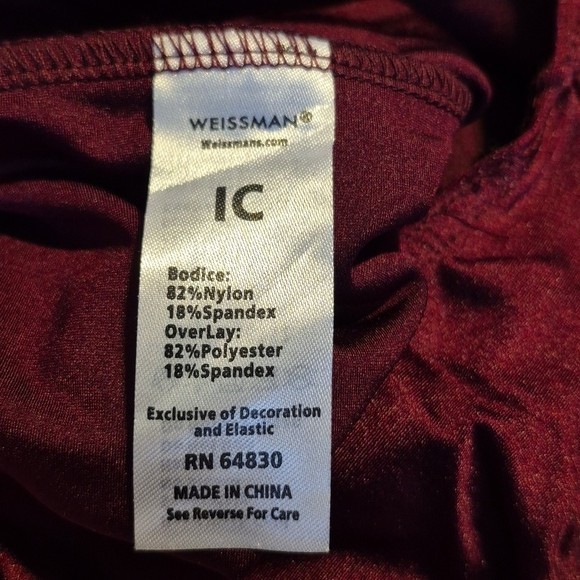 WEISSMAN®
Weissmans.com
IC
Bodice:
82%Nylon
18%Spandex
OverLay:
82%Polyester
18%Spandex
Exclusive of Decoration
and Elastic
RN 64830
MADE IN CHINA
See Reverse For Care